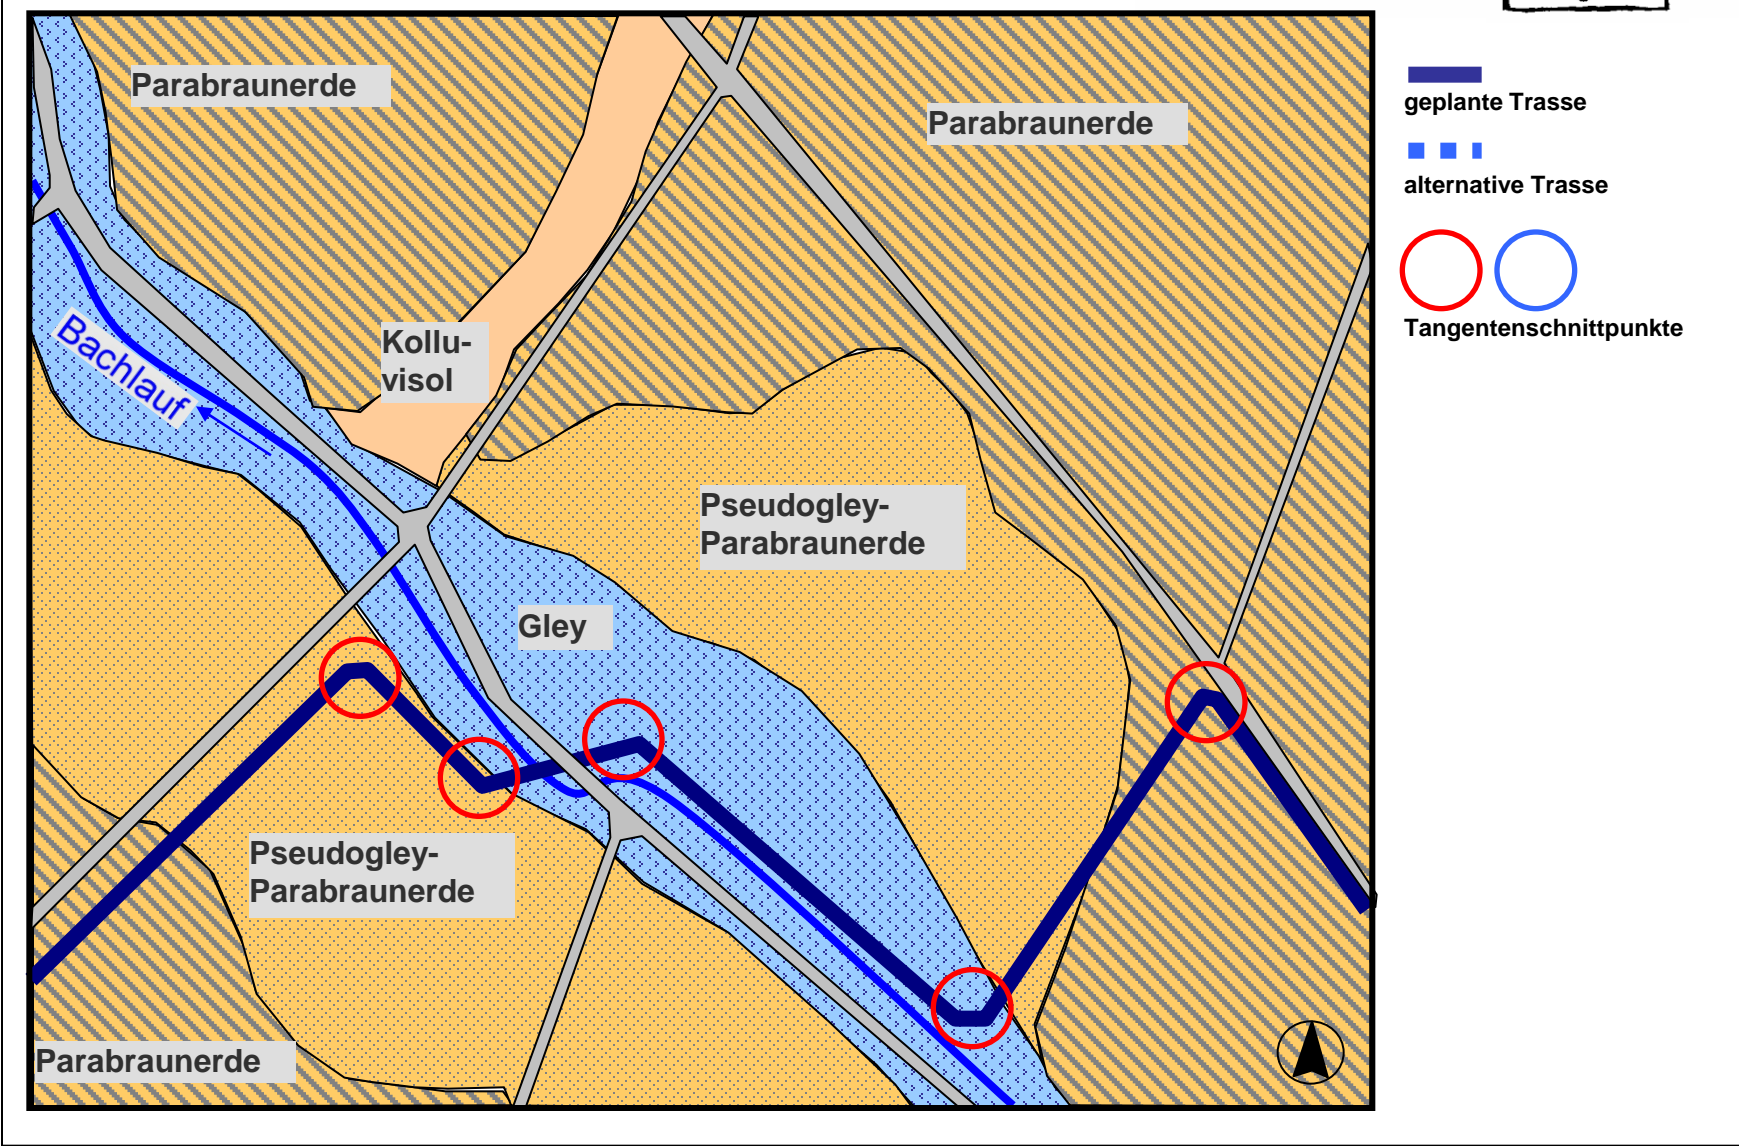 Parabraunerde
Parabraunerde
Kollu-
visol
Bachlauf
Pseudogley-
Parabraunerde
Gley
Pseudogley-
Parabraunerde
Parabraunerde
geplante Trasse
alternative Trasse
Tangentenschnittpunkte